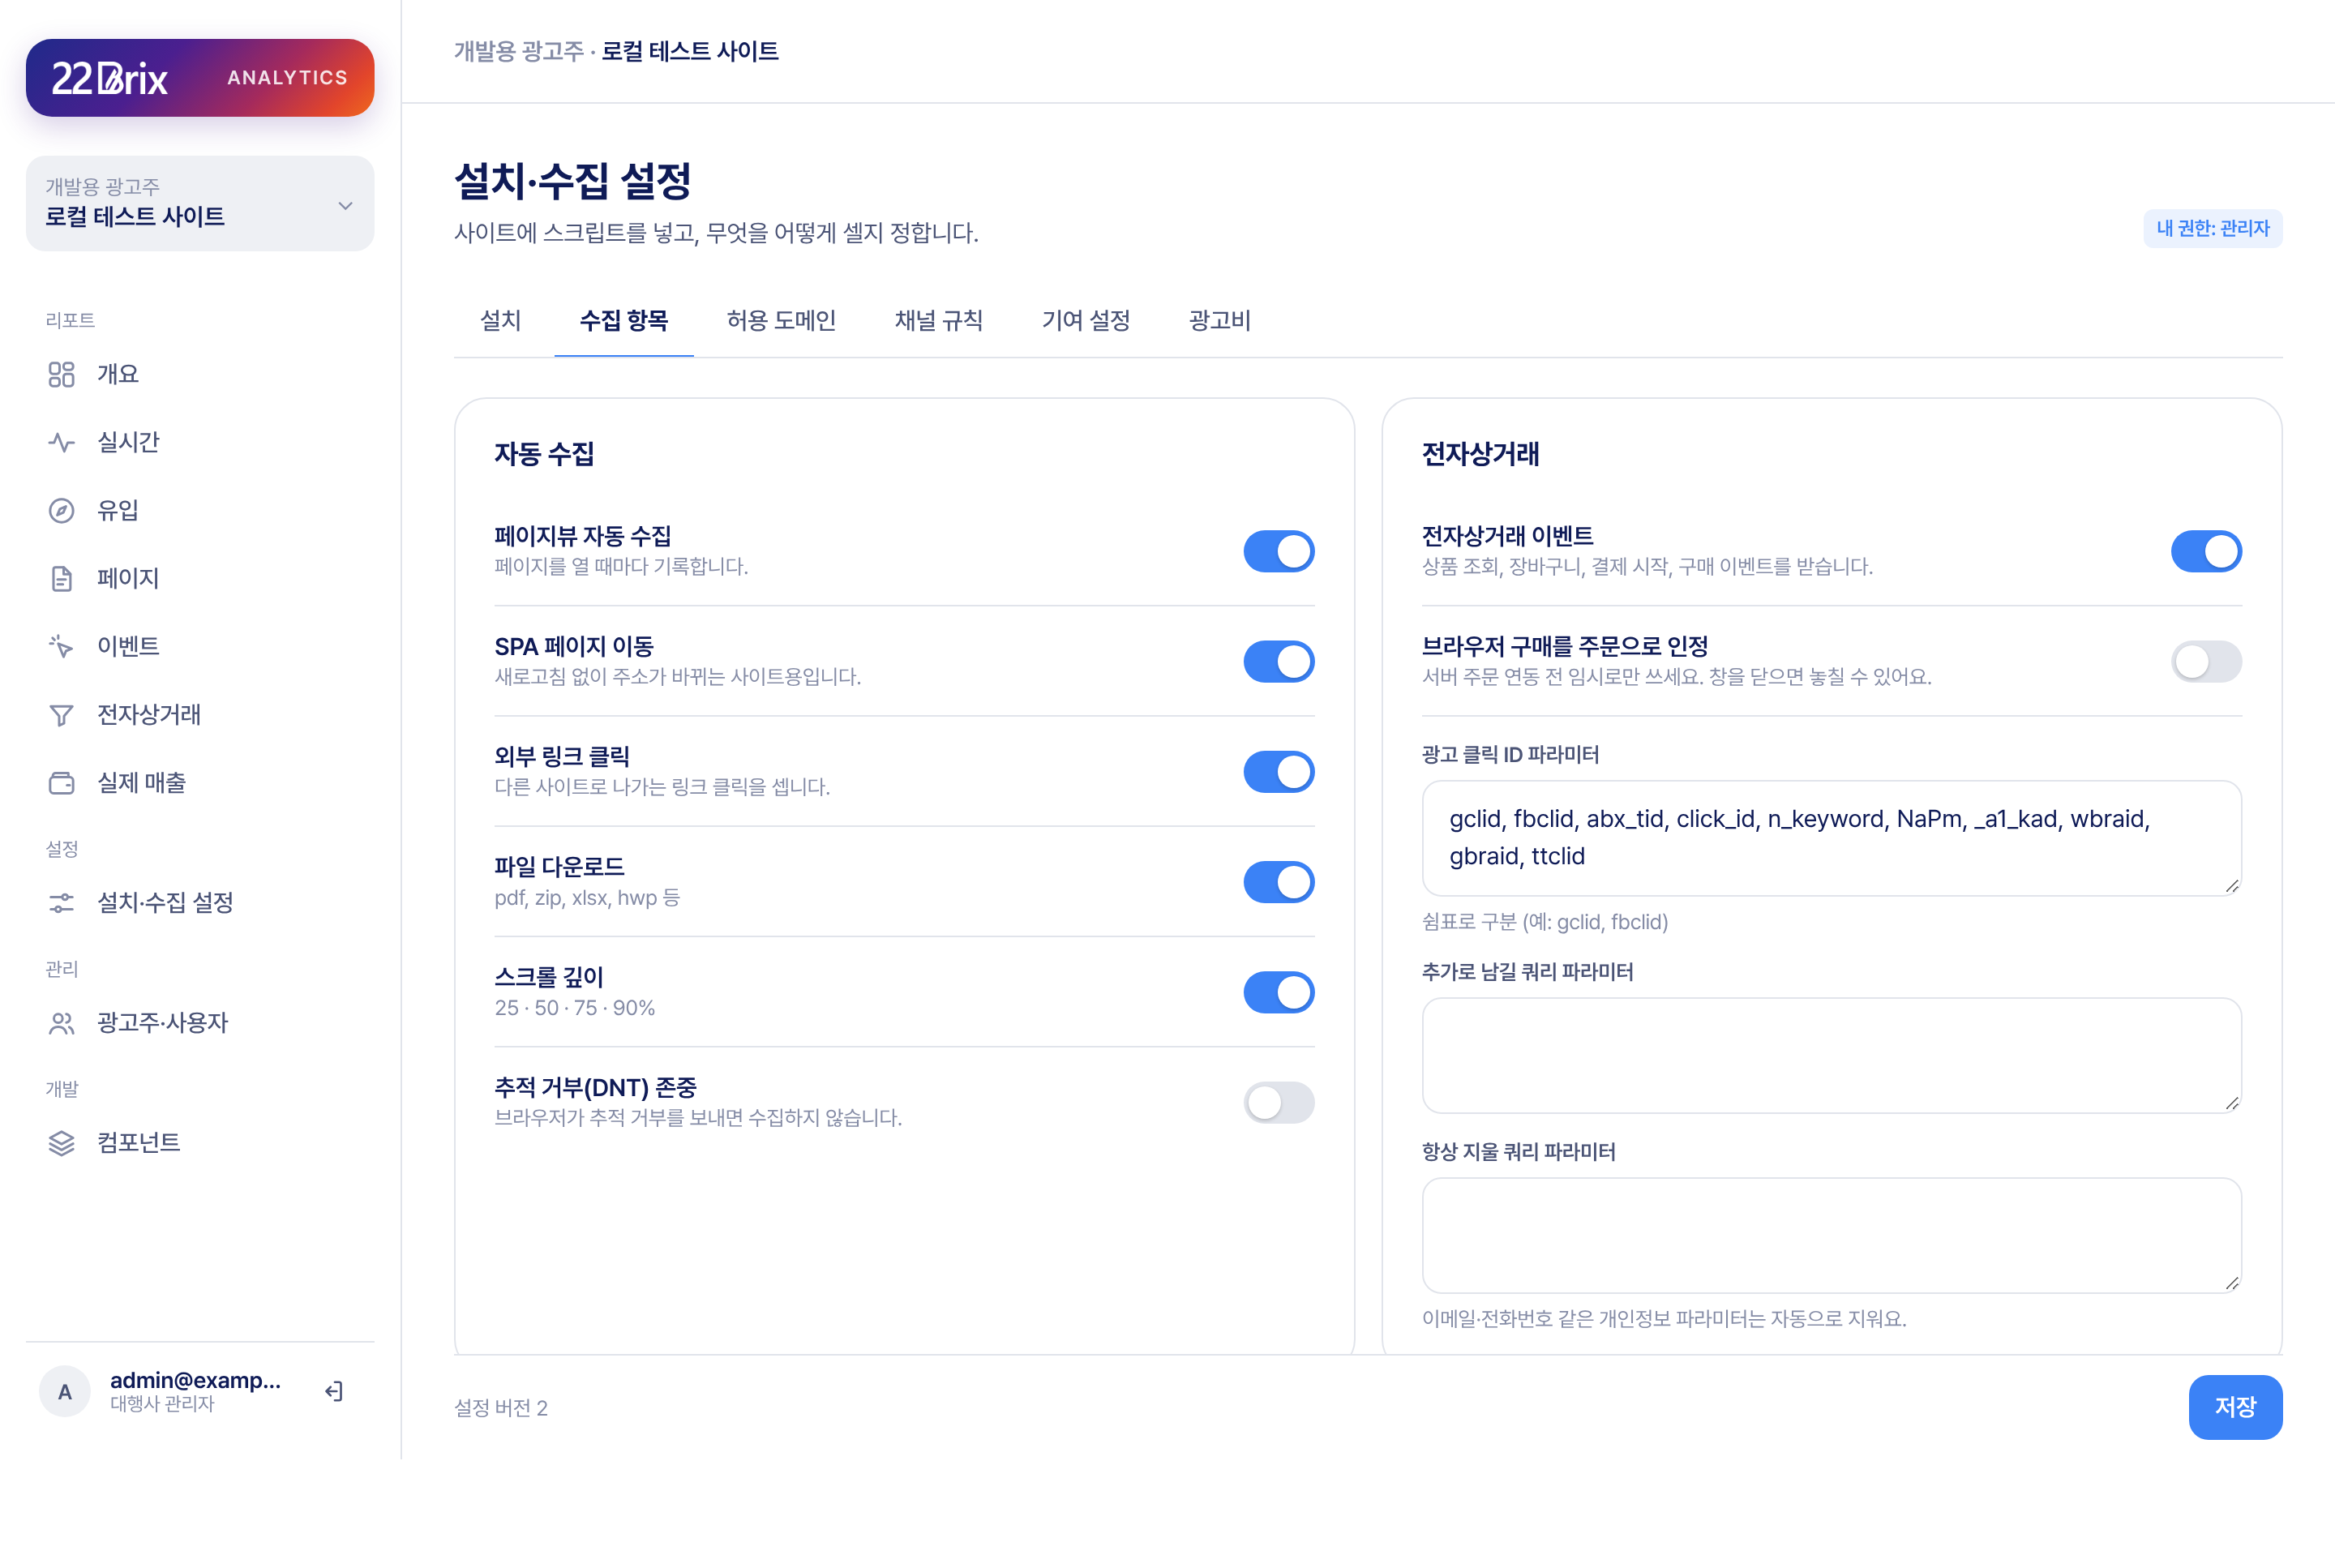 22Brix ANALYTICS
개발용 광고주
로컬 테스트 사이트
리포트
개요
실시간
유입
페이지
이벤트
전자상거래
실제 매출
설정
설치·수집 설정
관리
광고주·사용자
개발
컴포넌트
A
admin@examp...
대행사 관리자
개발용 광고주 · 로컬 테스트 사이트
설치·수집 설정
사이트에 스크립트를 넣고, 무엇을 어떻게 셀지 정합니다.
내 권한: 관리자
설치 수집 항목 허용 도메인 채널 규칙 기여 설정 광고비
자동 수집
페이지뷰 자동 수집
페이지를 열 때마다 기록합니다.
SPA 페이지 이동
새로고침 없이 주소가 바뀌는 사이트용입니다.
외부 링크 클릭
다른 사이트로 나가는 링크 클릭을 셉니다.
파일 다운로드
pdf, zip, xlsx, hwp 등
스크롤 깊이
25 · 50 · 75 · 90%
추적 거부(DNT) 존중
브라우저가 추적 거부를 보내면 수집하지 않습니다.
전자상거래
전자상거래 이벤트
상품 조회, 장바구니, 결제 시작, 구매 이벤트를 받습니다.
브라우저 구매를 주문으로 인정
서버 주문 연동 전 임시로만 쓰세요. 창을 닫으면 놓칠 수 있어요.
광고 클릭 ID 파라미터
gclid, fbclid, abx_tid, click_id, n_keyword, NaPm, _a1_kad, wbraid,
gbraid, ttclid
쉼표로 구분 (예: gclid, fbclid)
추가로 남길 쿼리 파라미터
항상 지울 쿼리 파라미터
이메일·전화번호 같은 개인정보 파라미터는 자동으로 지워요.
설정 버전 2
저장